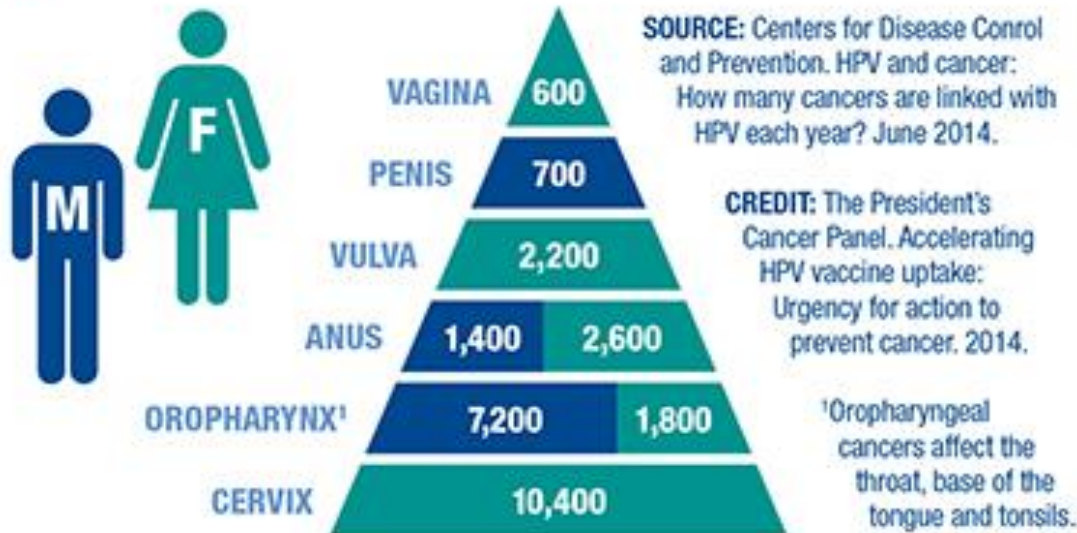 M
F
VAGINA 600
PENIS 700
VULVA 2,200
ANUS 1,400 2,600
OROPHARYNX¹ 7,200 1,800
CERVIX 10,400
SOURCE: Centers for Disease Conrol
and Prevention. HPV and cancer:
How many cancers are linked with
HPV each year? June 2014.
CREDIT: The President's
Cancer Panel. Accelerating
HPV vaccine uptake:
Urgency for action to
prevent cancer. 2014.
¹Oropharyngeal
cancers affect the
throat, base of the
tongue and tonsils.